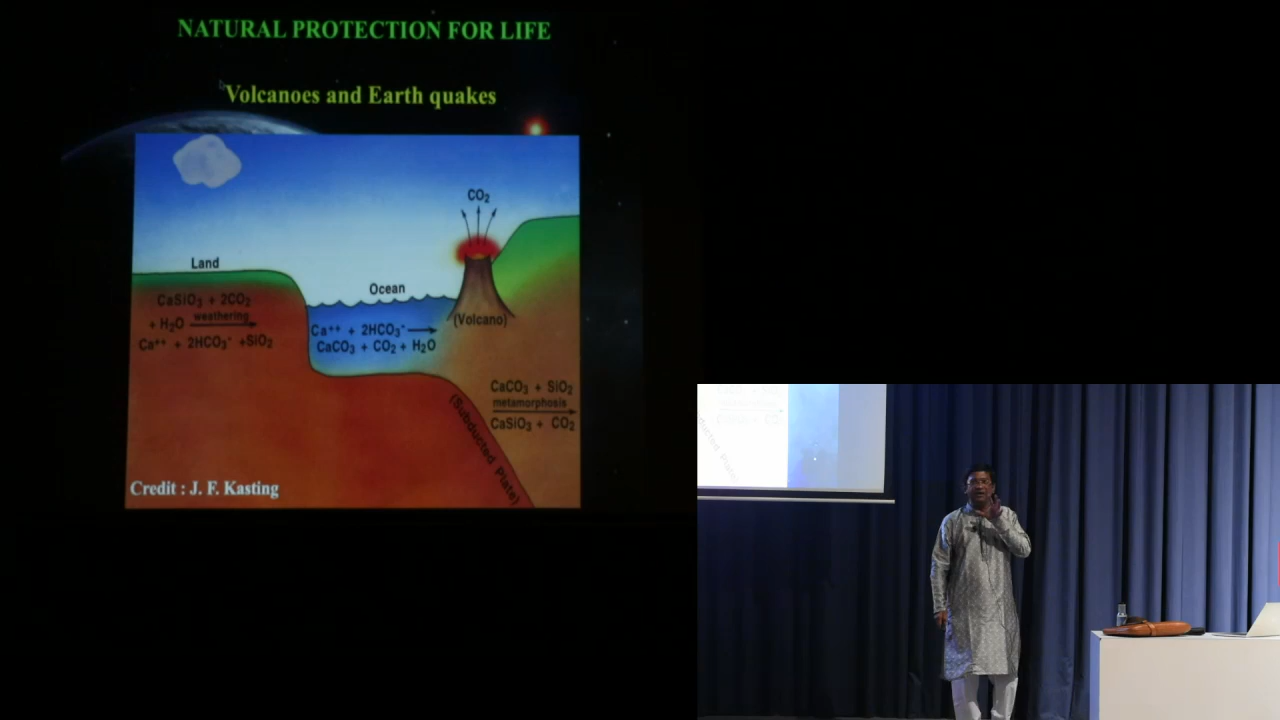 NATURAL PROTECTION FOR LIFE
Volcanoes and Earth quakes
CO₂
Land
CaSiO₃ + 2CO₂
+ H₂O weathering
Ca⁺⁺ + 2HCO₃⁻ +SiO₂
Ocean
Ca⁺⁺ + 2HCO₃⁻
CaCO₃ + CO₂ + H₂O
(Volcano)
CaCO₃ + SiO₂
metamorphosis
CaSiO₃ + CO₂
(Subducted Plate)
Credit : J. F. Kasting